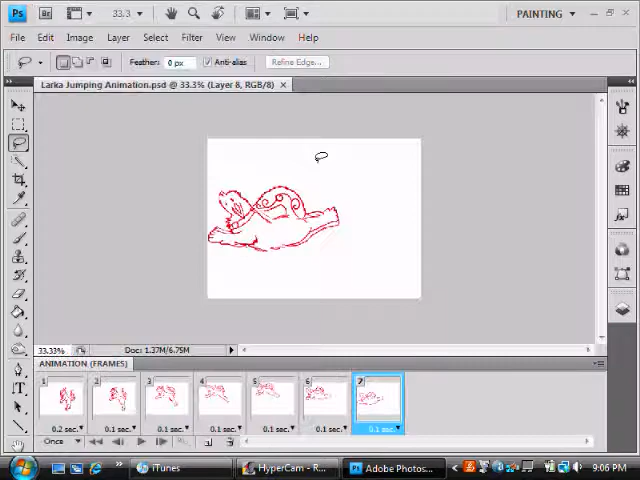 Ps Br 33.3 PAINTING
File Edit Image Layer Select Filter View Window Help
Feather: 0 px Anti-alias Refine Edge...
Larka Jumping Animation.psd @ 33.3% (Layer 8, RGB/8)
33.33% Doc: 1.37M/6.75M
ANIMATION (FRAMES)
1 2 3 4 5 6 7
0.2 sec. 0.1 sec. 0.1 sec. 0.1 sec. 0.1 sec. 0.1 sec. 0.1 sec.
Once
iTunes HyperCam - R... Ps Adobe Photos... 9:06 PM